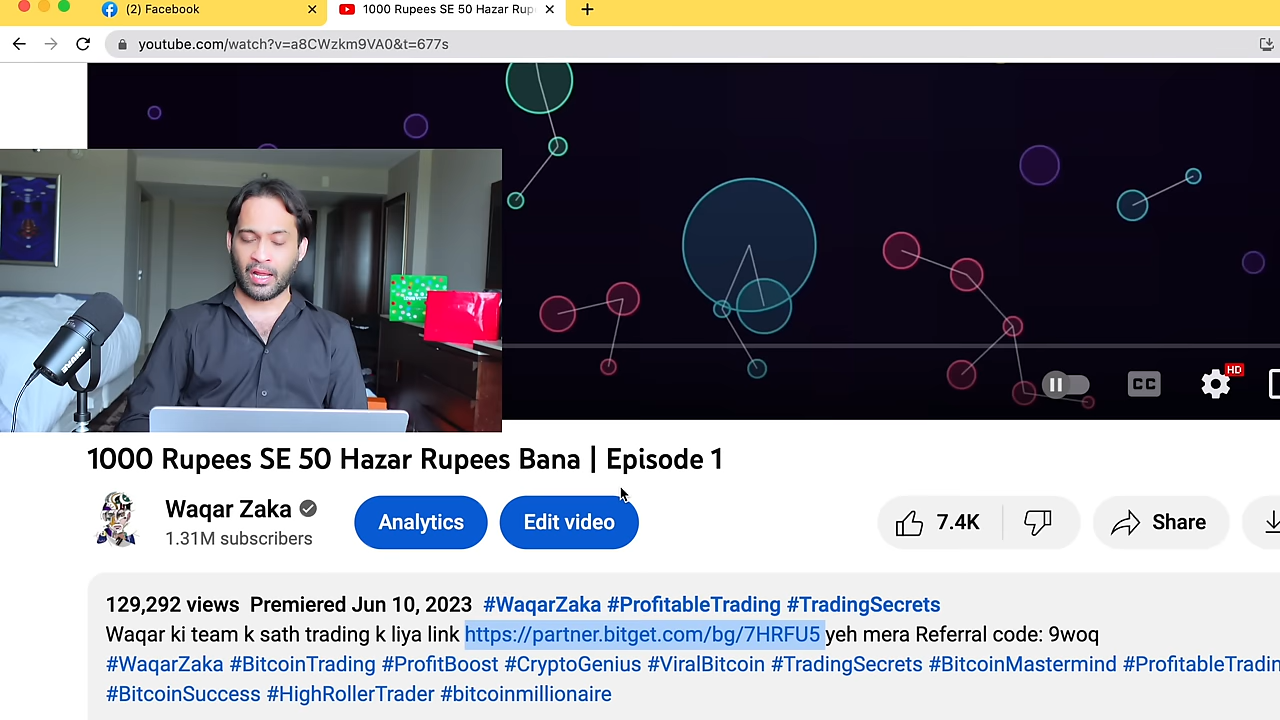 (2) Facebook
1000 Rupees SE 50 Hazar Rup
youtube.com/watch?v=a8CWzkm9VA0&t=677s
HD
CC
1000 Rupees SE 50 Hazar Rupees Bana | Episode 1
Waqar Zaka
1.31M subscribers
Analytics
Edit video
7.4K
Share
129,292 views Premiered Jun 10, 2023 #WaqarZaka #ProfitableTrading #TradingSecrets
Waqar ki team k sath trading k liya link https://partner.bitget.com/bg/7HRFU5 yeh mera Referral code: 9woq
#WaqarZaka #BitcoinTrading #ProfitBoost #CryptoGenius #ViralBitcoin #TradingSecrets #BitcoinMastermind #ProfitableTradin
#BitcoinSuccess #HighRollerTrader #bitcoinmillionaire